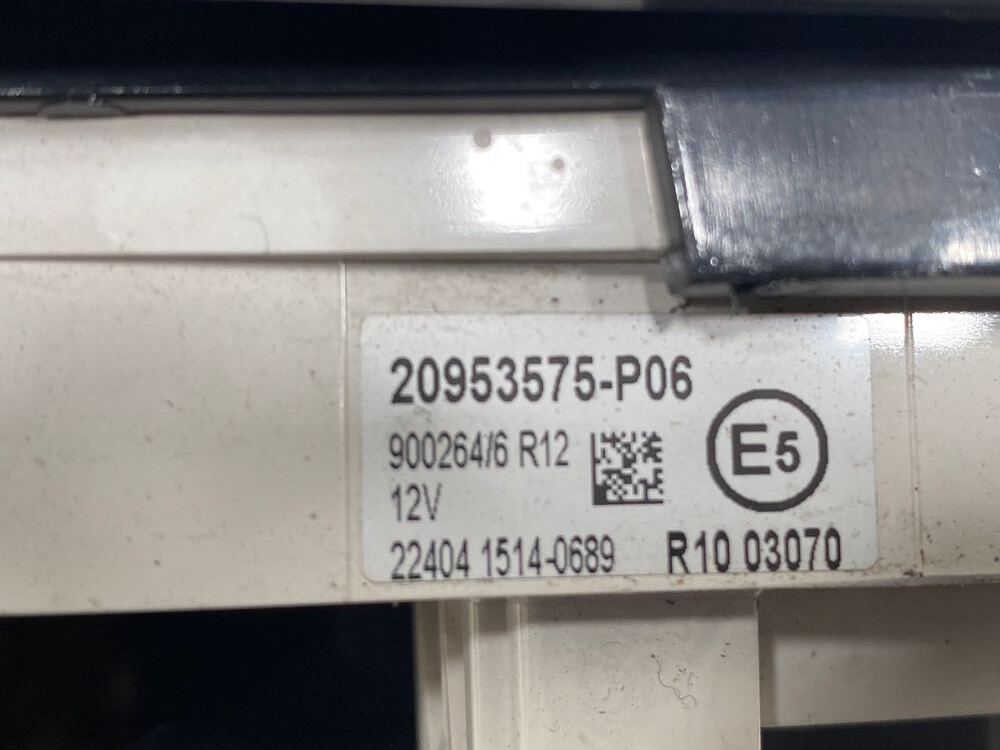 20953575-P06
900264/6 R12
12V
E5
22404 1514-0689
R10 03070